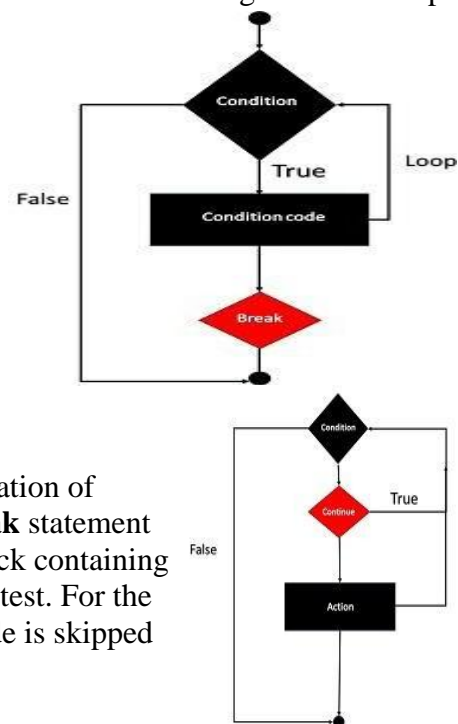 Condition
True
Loop
False
Condition code
Break
Condition
ation of
ak statement
True
Continue
ck containing
False
test. For the
Action
e is skipped